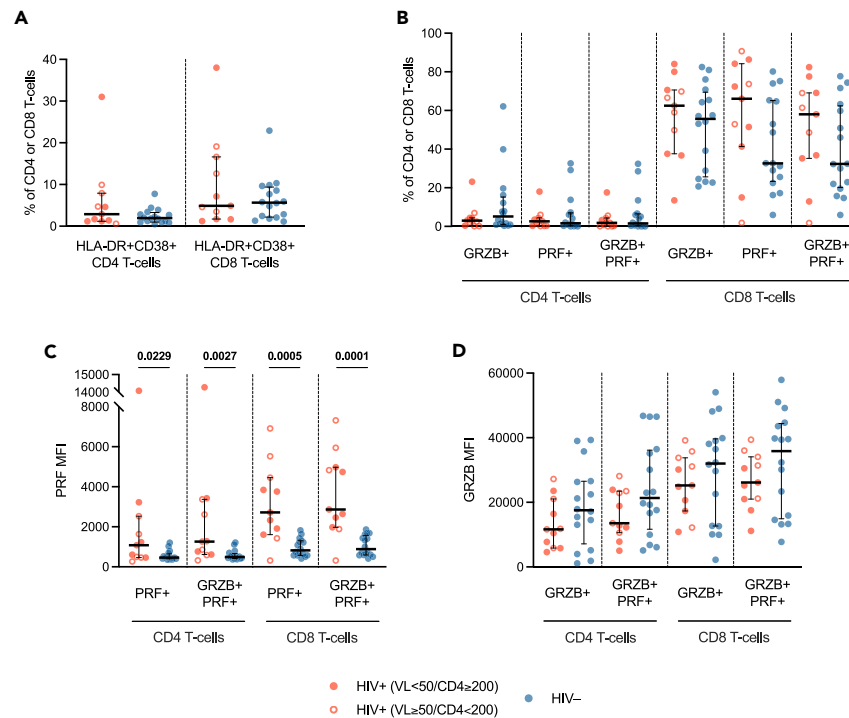 A
% of CD4 or CD8 T-cells
40
30
20
10
0
HLA-DR+CD38+
CD4 T-cells
HLA-DR+CD38+
CD8 T-cells
B
% of CD4 or CD8 T-cells
100
80
60
40
20
0
GRZB+
PRF+
GRZB+
PRF+
GRZB+
PRF+
GRZB+
PRF+
CD4 T-cells
CD8 T-cells
C
0.0229
0.0027
0.0005
0.0001
PRF MFI
15000
14000
8000
6000
4000
2000
0
PRF+
GRZB+
PRF+
PRF+
GRZB+
PRF+
CD4 T-cells
CD8 T-cells
D
GRZB MFI
60000
40000
20000
0
GRZB+
GRZB+
PRF+
GRZB+
GRZB+
PRF+
CD4 T-cells
CD8 T-cells
HIV+ (VL<50/CD4≥200)
HIV+ (VL≥50/CD4<200)
HIV–